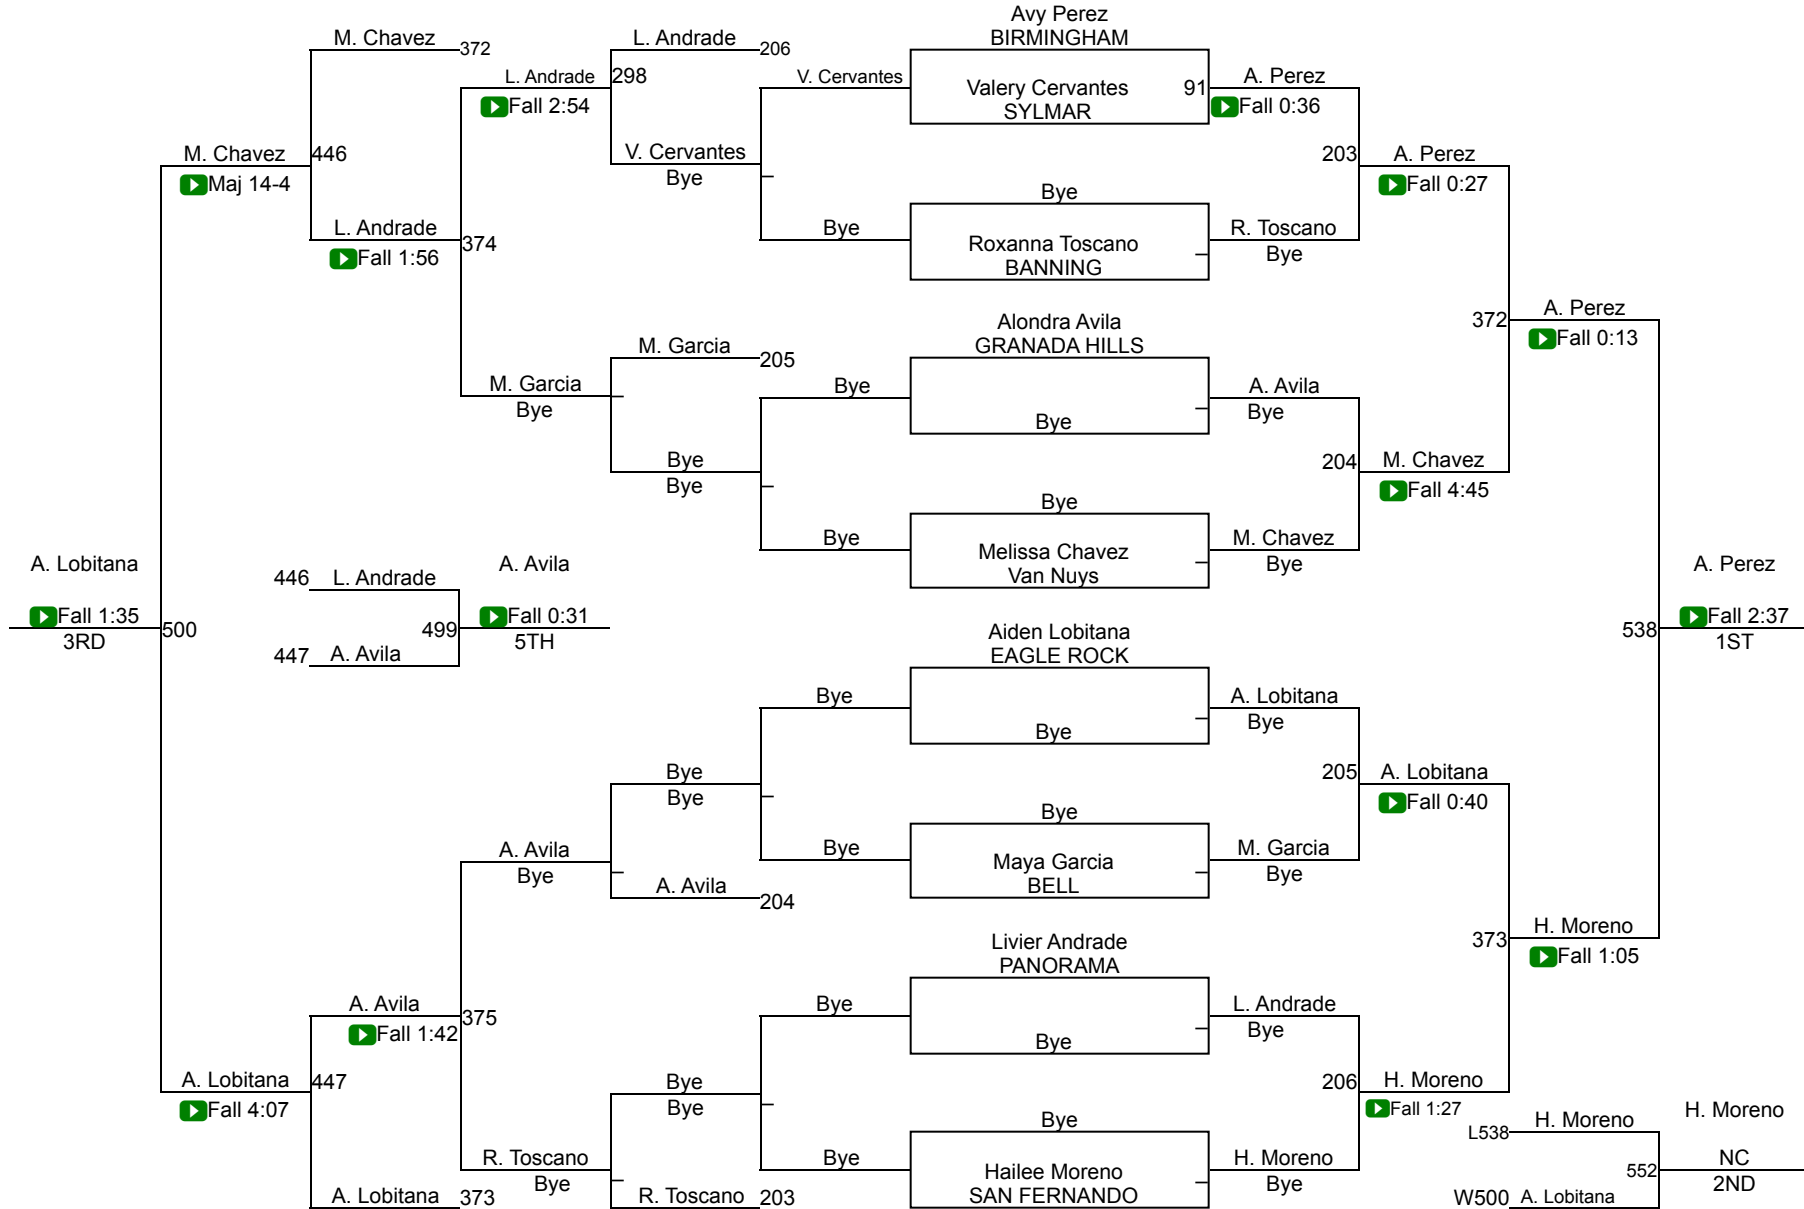 Avy Perez
BIRMINGHAM
M. Chavez
372
L. Andrade
206
L. Andrade
298
Fall 2:54
V. Cervantes
Valery Cervantes
SYLMAR
91
A. Perez
Fall 0:36
M. Chavez
446
Maj 14-4
V. Cervantes
Bye
203
A. Perez
Fall 0:27
Bye
L. Andrade
374
Fall 1:56
Bye
Roxanna Toscano
BANNING
R. Toscano
Bye
372
A. Perez
Fall 0:13
Alondra Avila
GRANADA HILLS
M. Garcia
205
M. Garcia
Bye
Bye
Bye
A. Avila
Bye
Bye
Bye
204
M. Chavez
Fall 4:45
Bye
Bye
Melissa Chavez
Van Nuys
M. Chavez
Bye
A. Lobitana
Fall 1:35
3RD
500
446
L. Andrade
499
447
A. Avila
A. Avila
Fall 0:31
5TH
538
A. Perez
Fall 2:37
1ST
Aiden Lobitana
EAGLE ROCK
Bye
Bye
A. Lobitana
Bye
Bye
Bye
205
A. Lobitana
Fall 0:40
Bye
A. Avila
Bye
Bye
Maya Garcia
BELL
M. Garcia
Bye
A. Avila
204
373
H. Moreno
Fall 1:05
Livier Andrade
PANORAMA
A. Avila
375
Fall 1:42
Bye
Bye
L. Andrade
Bye
A. Lobitana
447
Fall 4:07
Bye
Bye
206
H. Moreno
Fall 1:27
Bye
R. Toscano
Bye
Bye
Hailee Moreno
SAN FERNANDO
H. Moreno
Bye
A. Lobitana
373
R. Toscano
203
L538
H. Moreno
552
W500
A. Lobitana
H. Moreno
NC
2ND